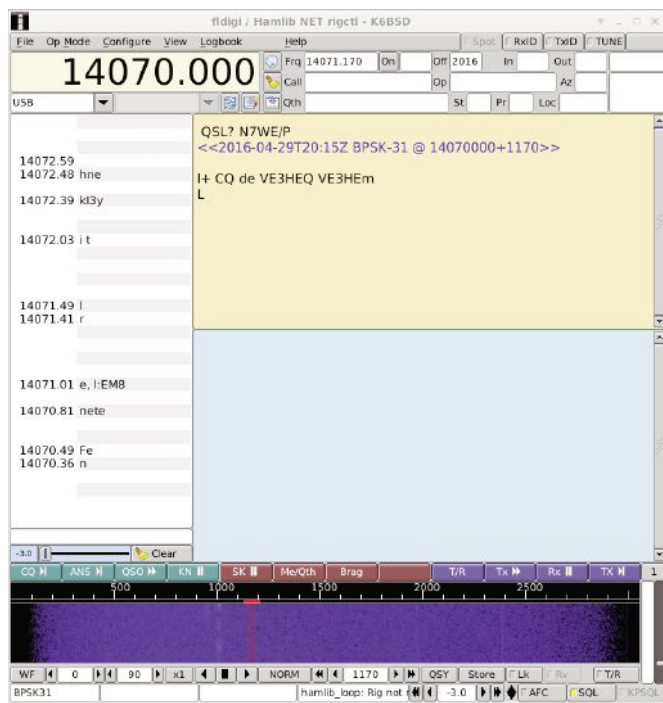 fldigi / Hamlib NET rigctl - K6BSD
File Op Mode Configure View Logbook Help Spot RxID TxID TUNE
14070.000 Frq 14071.170 On Off 2016 In Out
Call Op Az
USB Qth St Pr Loc
QSL? N7WE/P
<<2016-04-29T20:15Z BPSK-31 @ 14070000+1170>>
I+ CQ de VE3HEQ VE3HEm
L
14072.59
14072.48 hne
14072.39 kI3y
14072.03 i t
14071.49 l
14071.41 r
14071.01 e, l:EM8
14070.81 nete
14070.49 Fe
14070.36 n
-3.0 Clear
CQ ANS QSO KN SK Me/Qth Brag T/R Tx Rx TX 1
500 1000 1500 2000 2500
WF 0 90 x1 NORM 1170 QSY Store Lk Rv T/R
BPSK31 hamlib_loop: Rig not -3.0 AFC SQL KPSQL